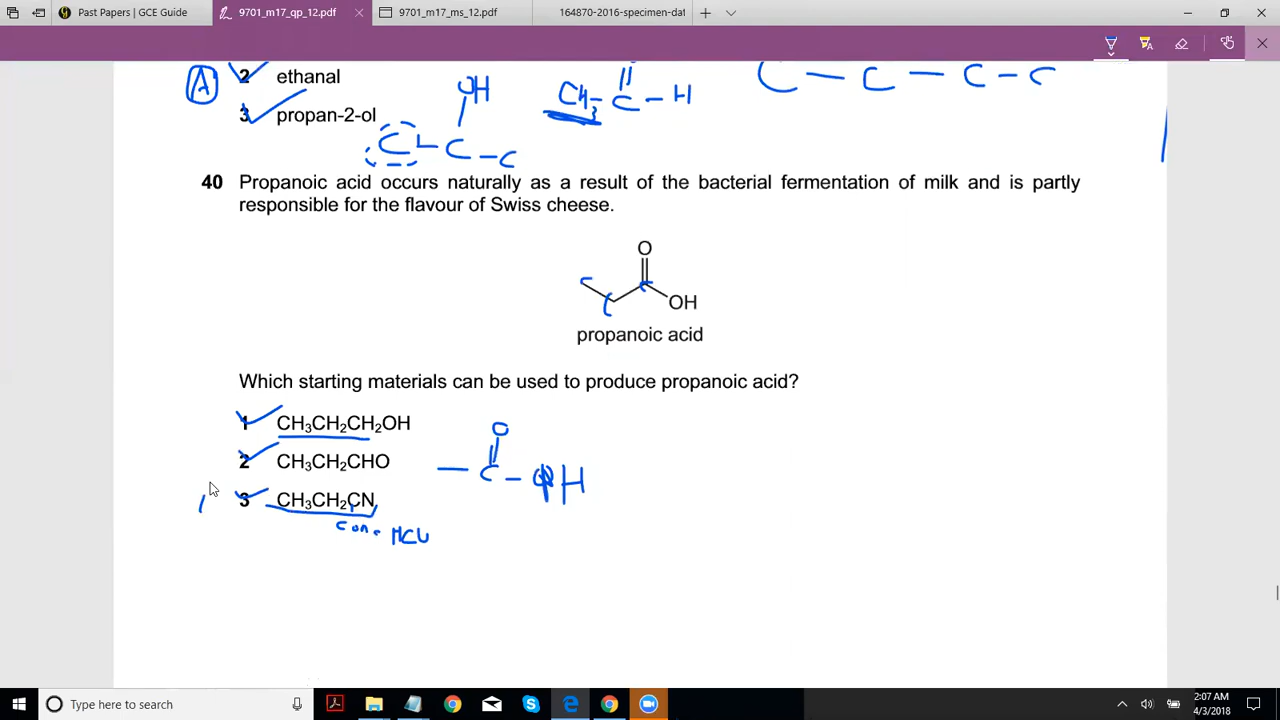 Past Papers | GCE Guide
9701_m17_qp_12.pdf
9701_m17_ms_12.pdf
164870-2016-specimen-dat
A
2 ethanal
3 propan-2-ol
OH
C C C
CH3 C H
C C C C
40 Propanoic acid occurs naturally as a result of the bacterial fermentation of milk and is partly
responsible for the flavour of Swiss cheese.
O
OH
propanoic acid
Which starting materials can be used to produce propanoic acid?
1 CH3CH2CH2OH
2 CH3CH2CHO
3 CH3CH2CN
O
C
H
conc HCl
Type here to search
2:07 AM
4/3/2018